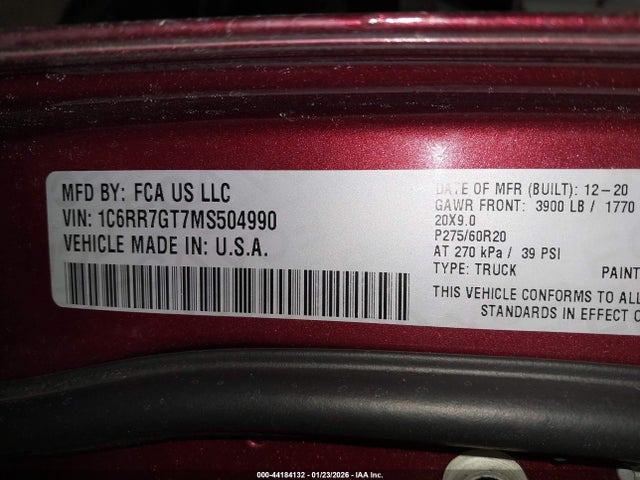 MFD BY: FCA US LLC
VIN: 1C6RR7GT7MS504990
VEHICLE MADE IN: U.S.A.
DATE OF MFR (BUILT): 12-20
GAWR FRONT: 3900 LB / 1770
20X9.0
P275/60R20
AT 270 kPa / 39 PSI
TYPE: TRUCK PAINT
THIS VEHICLE CONFORMS TO ALL
STANDARDS IN EFFECT O
000-44184132 - 01/23/2026 - IAA Inc.